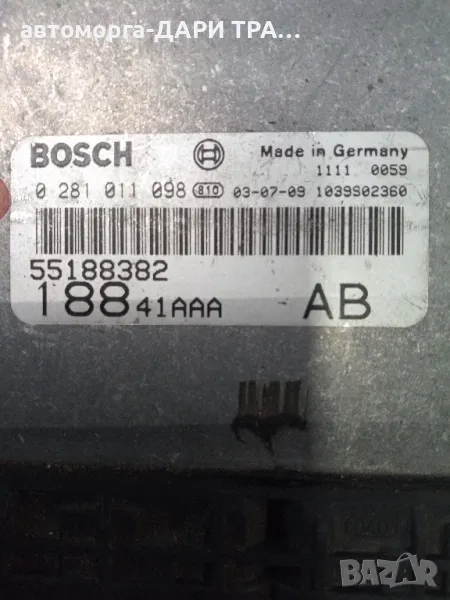 автоморга-ДАРИ ТРА...
BOSCH
Made in Germany
1111 0059
0 281 011 098 810 03-07-09 1039S02360
55188382
18841AAA AB
BAZAR